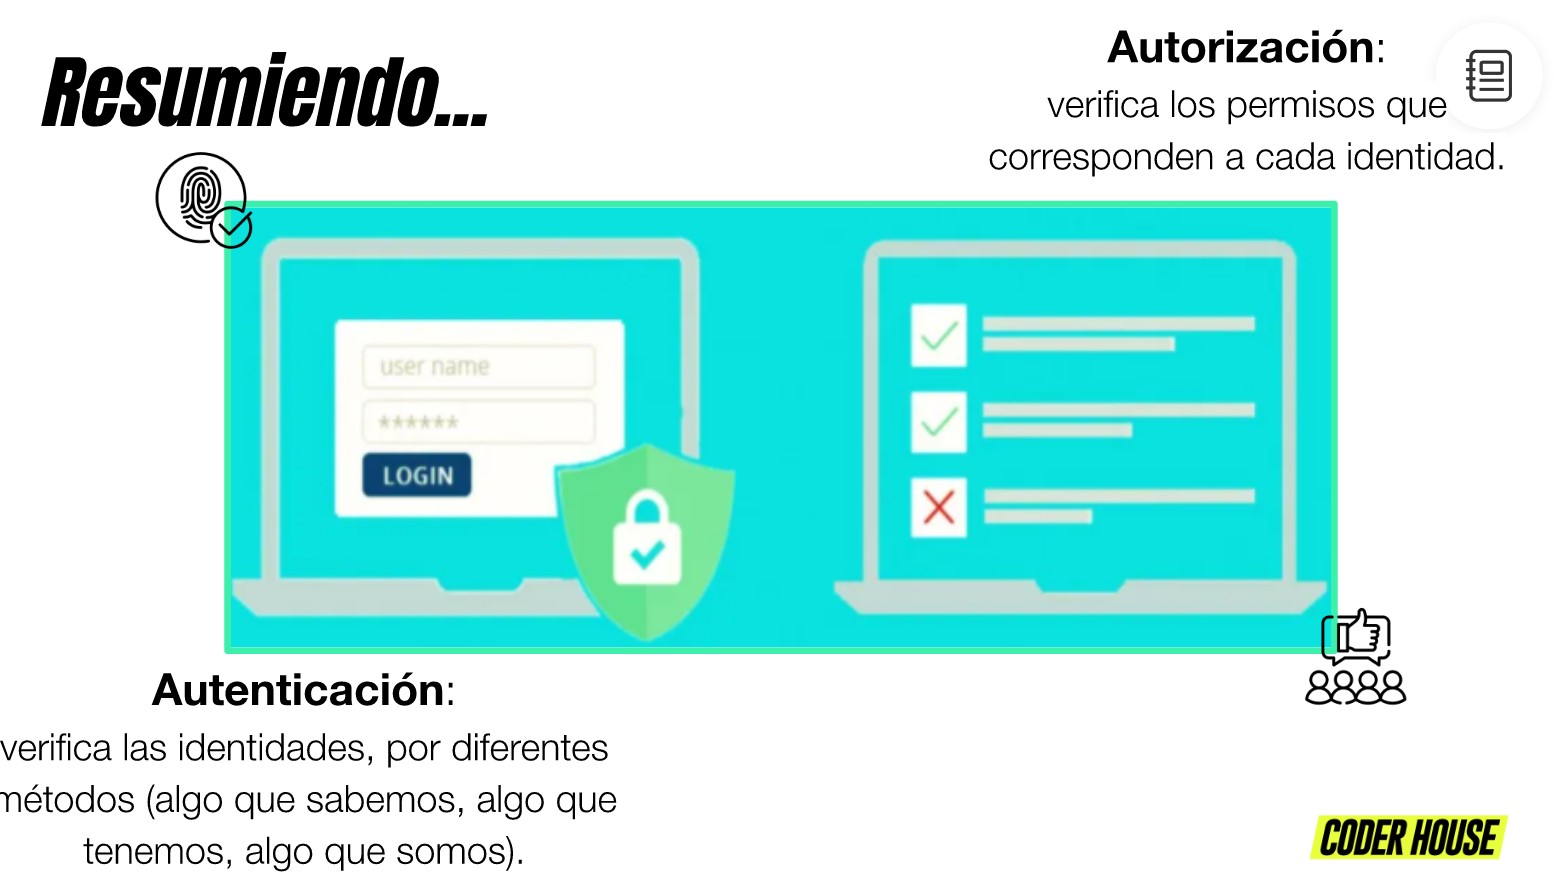 Resumiendo...
Autorización:
verifica los permisos que
corresponden a cada identidad.
user name
******
LOGIN
Autenticación:
verifica las identidades, por diferentes
métodos (algo que sabemos, algo que
tenemos, algo que somos).
CODER HOUSE